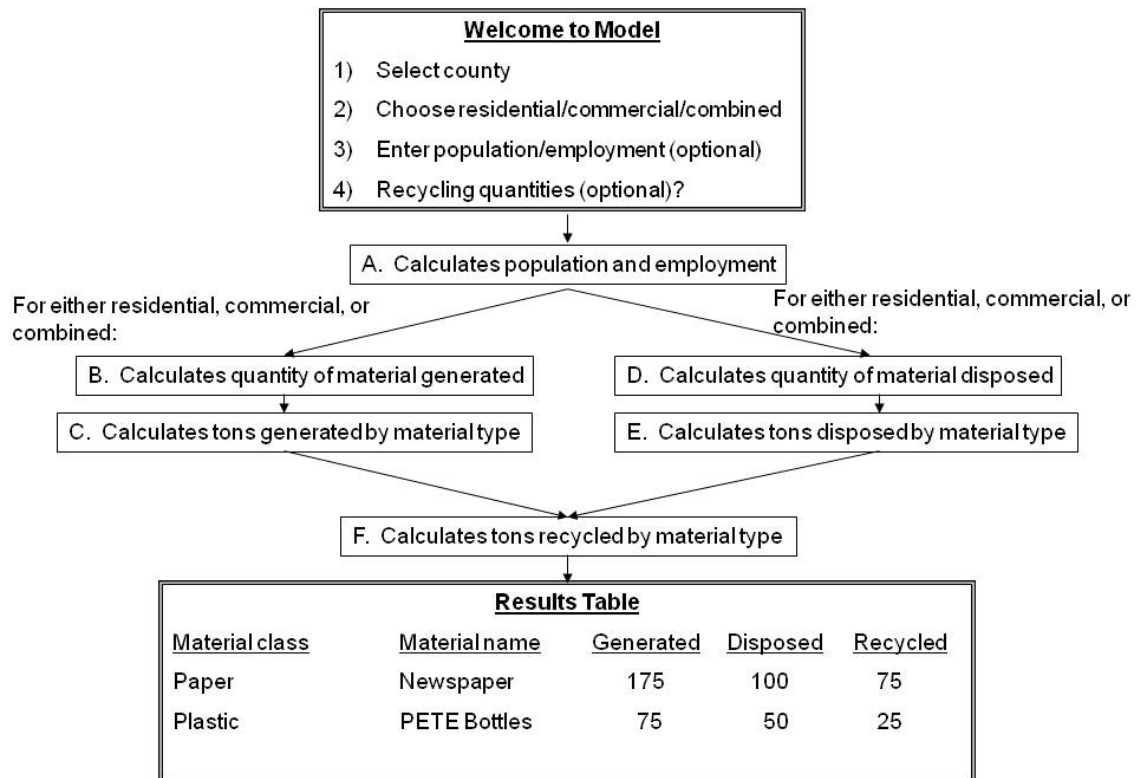 Welcome to Model
1) Select county
2) Choose residential/commercial/combined
3) Enter population/employment (optional)
4) Recycling quantities (optional)?
A. Calculates population and employment
For either residential, commercial, or
combined:
For either residential, commercial, or
combined:
B. Calculates quantity of material generated
D. Calculates quantity of material disposed
C. Calculates tons generated by material type
E. Calculates tons disposed by material type
F. Calculates tons recycled by material type
Results Table
Material class Material name Generated Disposed Recycled
Paper Newspaper 175 100 75
Plastic PETE Bottles 75 50 25